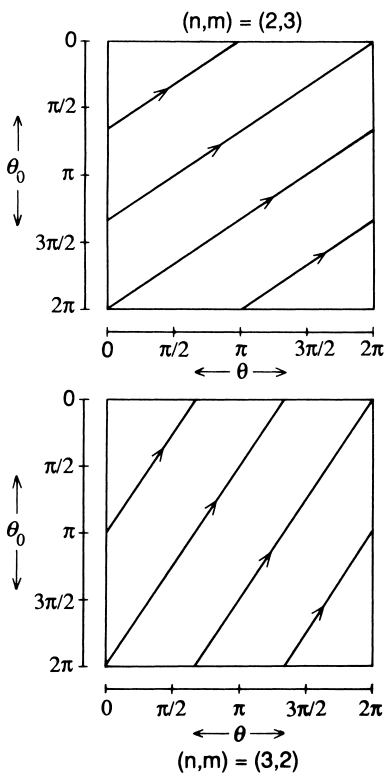 (n,m) = (2,3)
0
π/2
θ₀
π
3π/2
2π
0 π/2 π 3π/2 2π
θ
0
π/2
θ₀
π
3π/2
2π
0 π/2 π 3π/2 2π
θ
(n,m) = (3,2)